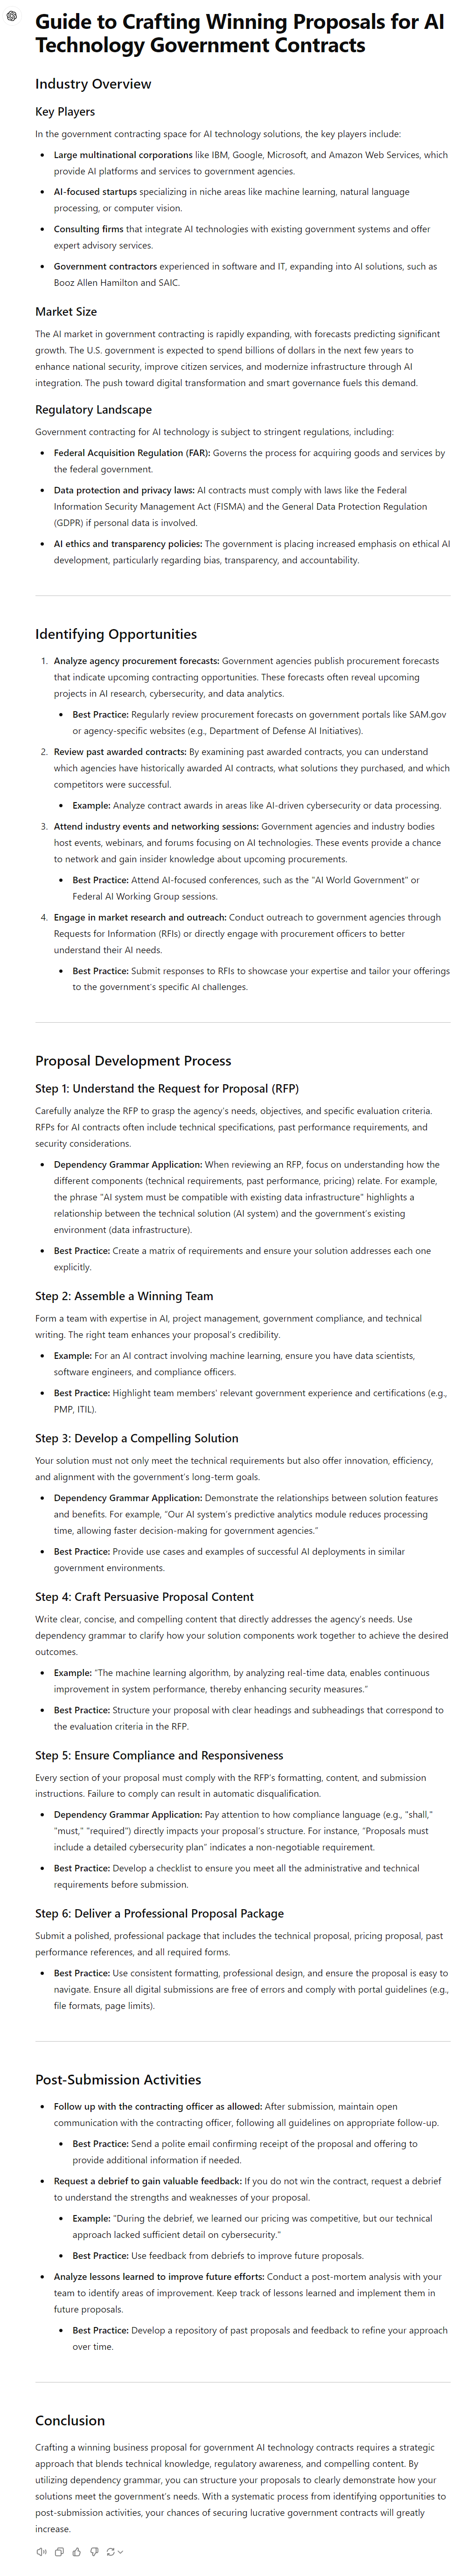 Guide to Crafting Winning Proposals for AI
Technology Government Contracts
Industry Overview
Key Players
In the government contracting space for AI technology solutions, the key players include:
• Large multinational corporations like IBM, Google, Microsoft, and Amazon Web Services, which
provide AI platforms and services to government agencies.
• AI-focused startups specializing in niche areas like machine learning, natural language
processing, or computer vision.
• Consulting firms that integrate AI technologies with existing government systems and offer
expert advisory services.
• Government contractors experienced in software and IT, expanding into AI solutions, such as
Booz Allen Hamilton and SAIC.
Market Size
The AI market in government contracting is rapidly expanding, with forecasts predicting significant
growth. The U.S. government is expected to spend billions of dollars in the next few years to
enhance national security, improve citizen services, and modernize infrastructure through AI
integration. The push toward digital transformation and smart governance fuels this demand.
Regulatory Landscape
Government contracting for AI technology is subject to stringent regulations, including:
• Federal Acquisition Regulation (FAR): Governs the process for acquiring goods and services by
the federal government.
• Data protection and privacy laws: AI contracts must comply with laws like the Federal
Information Security Management Act (FISMA) and the General Data Protection Regulation
(GDPR) if personal data is involved.
• AI ethics and transparency policies: The government is placing increased emphasis on ethical AI
development, particularly regarding bias, transparency, and accountability.
Identifying Opportunities
1. Analyze agency procurement forecasts: Government agencies publish procurement forecasts
that indicate upcoming contracting opportunities. These forecasts often reveal upcoming
projects in AI research, cybersecurity, and data analytics.
• Best Practice: Regularly review procurement forecasts on government portals like SAM.gov
or agency-specific websites (e.g., Department of Defense AI Initiatives).
2. Review past awarded contracts: By examining past awarded contracts, you can understand
which agencies have historically awarded AI contracts, what solutions they purchased, and which
competitors were successful.
• Example: Analyze contract awards in areas like AI-driven cybersecurity or data processing.
3. Attend industry events and networking sessions: Government agencies and industry bodies
host events, webinars, and forums focusing on AI technologies. These events provide a chance
to network and gain insider knowledge about upcoming procurements.
• Best Practice: Attend AI-focused conferences, such as the "AI World Government" or
Federal AI Working Group sessions.
4. Engage in market research and outreach: Conduct outreach to government agencies through
Requests for Information (RFIs) or directly engage with procurement officers to better
understand their AI needs.
• Best Practice: Submit responses to RFIs to showcase your expertise and tailor your offerings
to the government's specific AI challenges.
Proposal Development Process
Step 1: Understand the Request for Proposal (RFP)
Carefully analyze the RFP to grasp the agency's needs, objectives, and specific evaluation criteria.
RFPs for AI contracts often include technical specifications, past performance requirements, and
security considerations.
• Dependency Grammar Application: When reviewing an RFP, focus on understanding how the
different components (technical requirements, past performance, pricing) relate. For example,
the phrase "AI system must be compatible with existing data infrastructure" highlights a
relationship between the technical solution (AI system) and the government's existing
environment (data infrastructure).
• Best Practice: Create a matrix of requirements and ensure your solution addresses each one
explicitly.
Step 2: Assemble a Winning Team
Form a team with expertise in AI, project management, government compliance, and technical
writing. The right team enhances your proposal's credibility.
• Example: For an AI contract involving machine learning, ensure you have data scientists,
software engineers, and compliance officers.
• Best Practice: Highlight team members' relevant government experience and certifications (e.g.,
PMP, ITIL).
Step 3: Develop a Compelling Solution
Your solution must not only meet the technical requirements but also offer innovation, efficiency,
and alignment with the government's long-term goals.
• Dependency Grammar Application: Demonstrate the relationships between solution features
and benefits. For example, "Our AI system's predictive analytics module reduces processing
time, allowing faster decision-making for government agencies."
• Best Practice: Provide use cases and examples of successful AI deployments in similar
government environments.
Step 4: Craft Persuasive Proposal Content
Write clear, concise, and compelling content that directly addresses the agency's needs. Use
dependency grammar to clarify how your solution components work together to achieve the desired
outcomes.
• Example: "The machine learning algorithm, by analyzing real-time data, enables continuous
improvement in system performance, thereby enhancing security measures."
• Best Practice: Structure your proposal with clear headings and subheadings that correspond to
the evaluation criteria in the RFP.
Step 5: Ensure Compliance and Responsiveness
Every section of your proposal must comply with the RFP's formatting, content, and submission
instructions. Failure to comply can result in automatic disqualification.
• Dependency Grammar Application: Pay attention to how compliance language (e.g., "shall,"
"must," "required") directly impacts your proposal's structure. For instance, "Proposals must
include a detailed cybersecurity plan" indicates a non-negotiable requirement.
• Best Practice: Develop a checklist to ensure you meet all the administrative and technical
requirements before submission.
Step 6: Deliver a Professional Proposal Package
Submit a polished, professional package that includes the technical proposal, pricing proposal, past
performance references, and all required forms.
• Best Practice: Use consistent formatting, professional design, and ensure the proposal is easy to
navigate. Ensure all digital submissions are free of errors and comply with portal guidelines (e.g.,
file formats, page limits).
Post-Submission Activities
• Follow up with the contracting officer as allowed: After submission, maintain open
communication with the contracting officer, following all guidelines on appropriate follow-up.
• Best Practice: Send a polite email confirming receipt of the proposal and offering to
provide additional information if needed.
• Request a debrief to gain valuable feedback: If you do not win the contract, request a debrief
to understand the strengths and weaknesses of your proposal.
• Example: "During the debrief, we learned our pricing was competitive, but our technical
approach lacked sufficient detail on cybersecurity."
• Best Practice: Use feedback from debriefs to improve future proposals.
• Analyze lessons learned to improve future efforts: Conduct a post-mortem analysis with your
team to identify areas of improvement. Keep track of lessons learned and implement them in
future proposals.
• Best Practice: Develop a repository of past proposals and feedback to refine your approach
over time.
Conclusion
Crafting a winning business proposal for government AI technology contracts requires a strategic
approach that blends technical knowledge, regulatory awareness, and compelling content. By
utilizing dependency grammar, you can structure your proposals to clearly demonstrate how your
solutions meet the government's needs. With a systematic process from identifying opportunities to
post-submission activities, your chances of securing lucrative government contracts will greatly
increase.